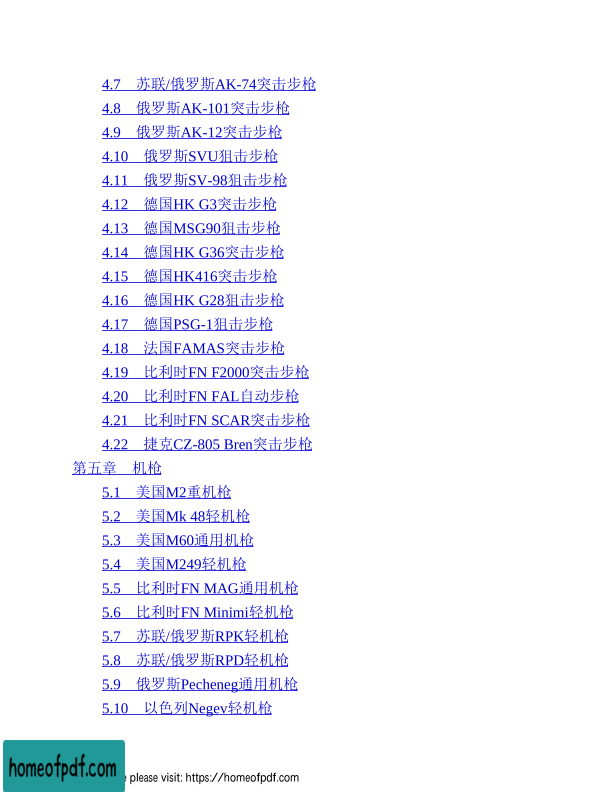 4.7 苏联/俄罗斯AK-74突击步枪
4.8 俄罗斯AK-101突击步枪
4.9 俄罗斯AK-12突击步枪
4.10 俄罗斯SVU狙击步枪
4.11 俄罗斯SV-98狙击步枪
4.12 德国HK G3突击步枪
4.13 德国MSG90狙击步枪
4.14 德国HK G36突击步枪
4.15 德国HK416突击步枪
4.16 德国HK G28狙击步枪
4.17 德国PSG-1狙击步枪
4.18 法国FAMAS突击步枪
4.19 比利时FN F2000突击步枪
4.20 比利时FN FAL自动步枪
4.21 比利时FN SCAR突击步枪
4.22 捷克CZ-805 Bren突击步枪
第五章 机枪
5.1 美国M2重机枪
5.2 美国Mk 48轻机枪
5.3 美国M60通用机枪
5.4 美国M249轻机枪
5.5 比利时FN MAG通用机枪
5.6 比利时FN Minimi轻机枪
5.7 苏联/俄罗斯RPK轻机枪
5.8 苏联/俄罗斯RPD轻机枪
5.9 俄罗斯Pecheneg通用机枪
5.10 以色列Negev轻机枪
homeofpdf.com
please visit: https://homeofpdf.com